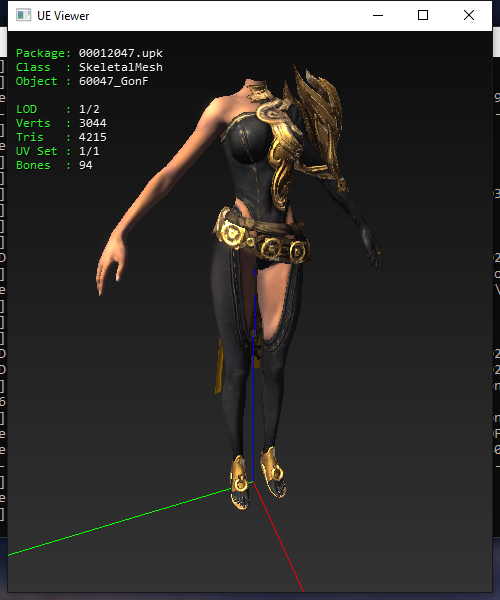 UE Viewer
Package: 00012047.upk
Class : SkeletalMesh
Object : 60047_GonF
LOD : 1/2
Verts : 3044
Tris : 4215
UV Set : 1/1
Bones : 94